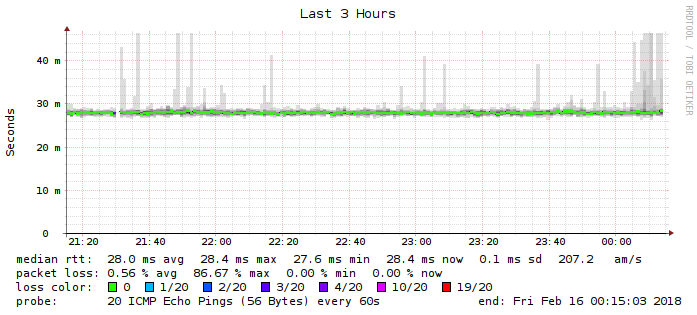 Last 3 Hours
RRDTOOL / TOBI OETIKER
Seconds
40 m
30 m
20 m
10 m
0
21:20 21:40 22:00 22:20 22:40 23:00 23:20 23:40 00:00
median rtt: 28.0 ms avg 28.4 ms max 27.6 ms min 28.4 ms now 0.1 ms sd 207.2 am/s
packet loss: 0.56 % avg 86.67 % max 0.00 % min 0.00 % now
loss color: 0 1/20 2/20 3/20 4/20 10/20 19/20
probe: 20 ICMP Echo Pings (56 Bytes) every 60s end: Fri Feb 16 00:15:03 2018